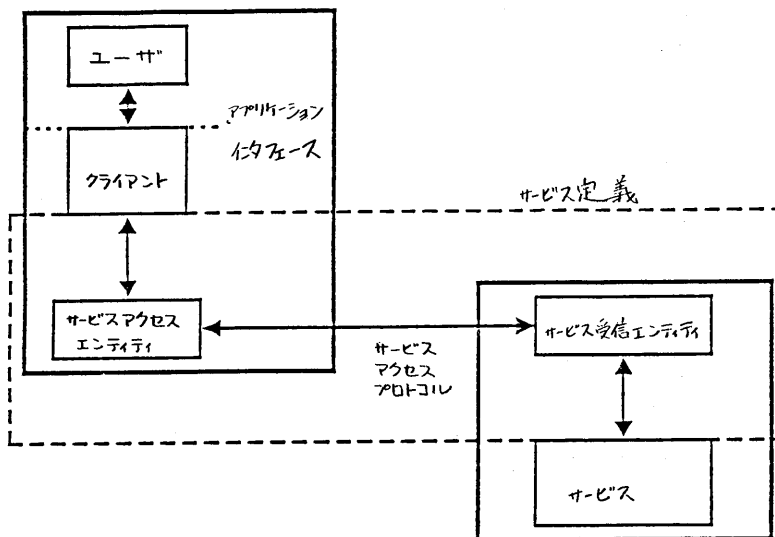 ユーザ
アプリケーション
インタフェース
クライアント
サービス定義
サービスアクセス
エンティティ
サービス受信エンティティ
サービス
アクセス
プロトコル
サービス